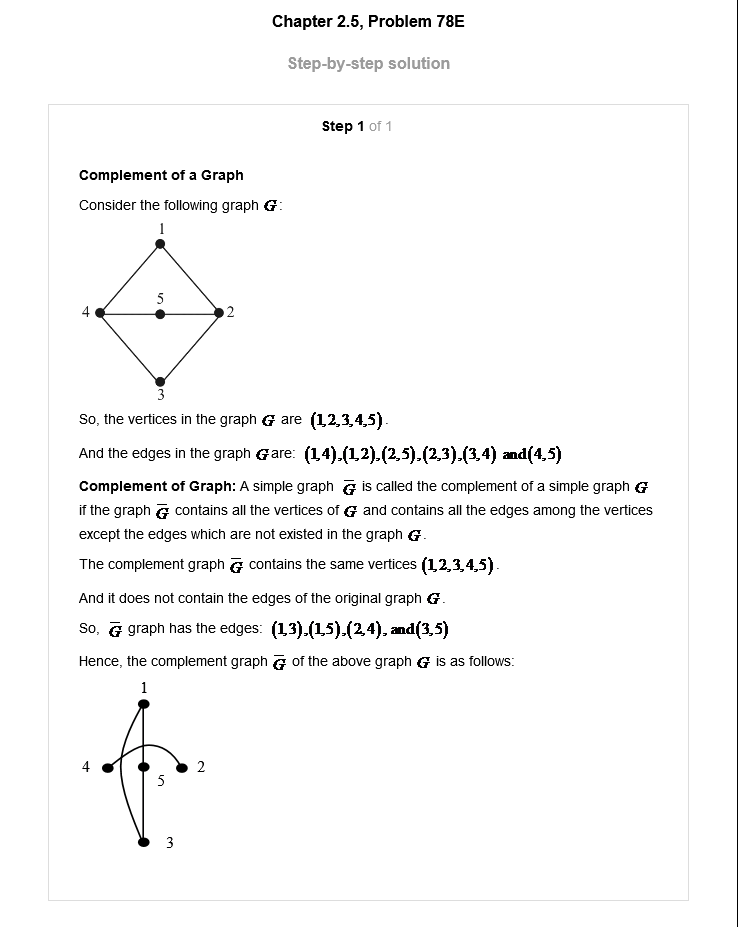 Chapter 2.5, Problem 78E
Step-by-step solution
Step 1 of 1
Complement of a Graph
Consider the following graph G:
1
5
4
2
3
So, the vertices in the graph G are (1,2,3,4,5).
And the edges in the graph G are: (1,4),(1,2),(2,5),(2,3),(3,4) and(4,5)
Complement of Graph: A simple graph G̅ is called the complement of a simple graph G
if the graph G̅ contains all the vertices of G and contains all the edges among the vertices
except the edges which are not existed in the graph G.
The complement graph G̅ contains the same vertices (1,2,3,4,5).
And it does not contain the edges of the original graph G.
So, G̅ graph has the edges: (1,3),(1,5),(2,4), and(3,5)
Hence, the complement graph G̅ of the above graph G is as follows:
1
4
2
5
3